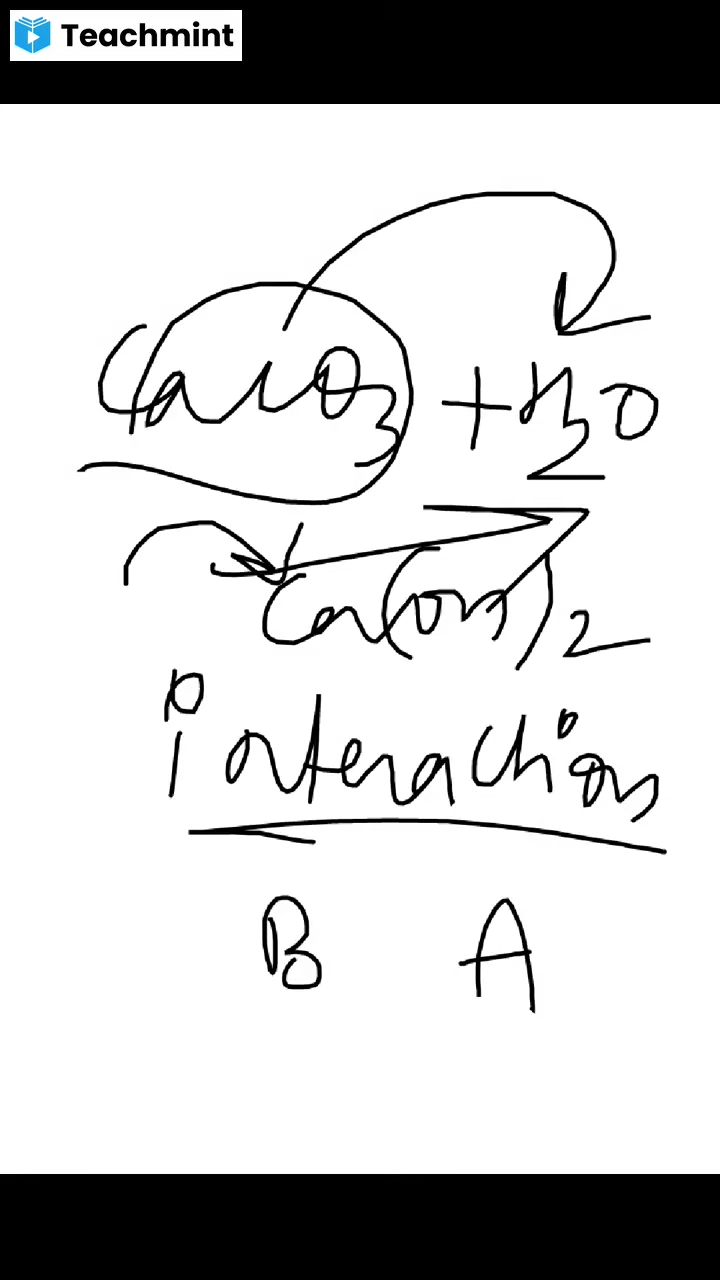 Teachmint
CaCO3 + H2O
Ca(OH)2
interaction
B A